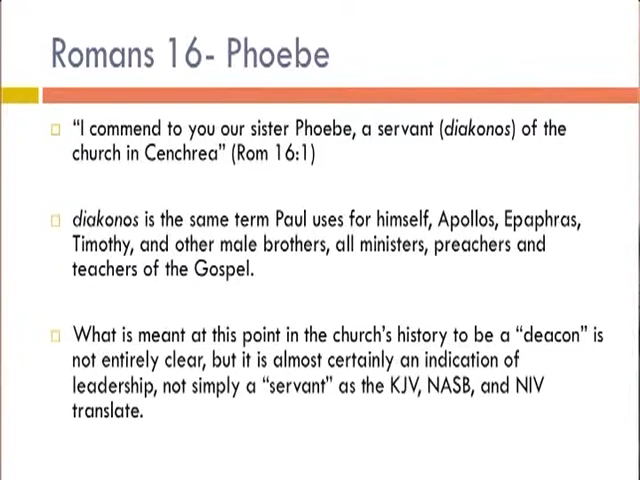 Romans 16- Phoebe
“I commend to you our sister Phoebe, a servant (diakonos) of the
church in Cenchrea” (Rom 16:1)
diakonos is the same term Paul uses for himself, Apollos, Epaphras,
Timothy, and other male brothers, all ministers, preachers and
teachers of the Gospel.
What is meant at this point in the church’s history to be a “deacon” is
not entirely clear, but it is almost certainly an indication of
leadership, not simply a “servant” as the KJV, NASB, and NIV
translate.